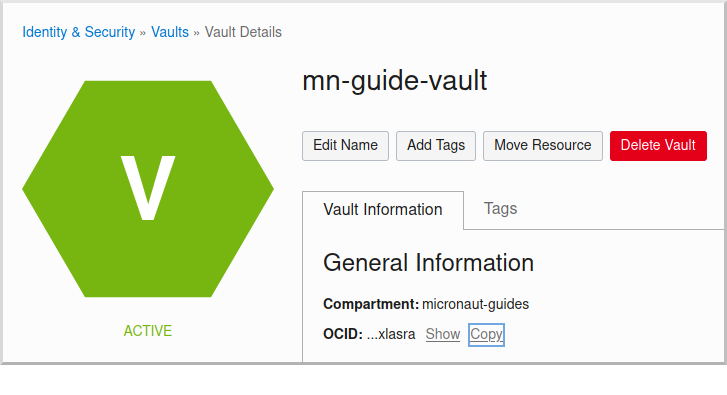 Identity & Security » Vaults » Vault Details
V
ACTIVE
mn-guide-vault
Edit Name Add Tags Move Resource Delete Vault
Vault Information Tags
General Information
Compartment: micronaut-guides
OCID: ...xlasra Show Copy